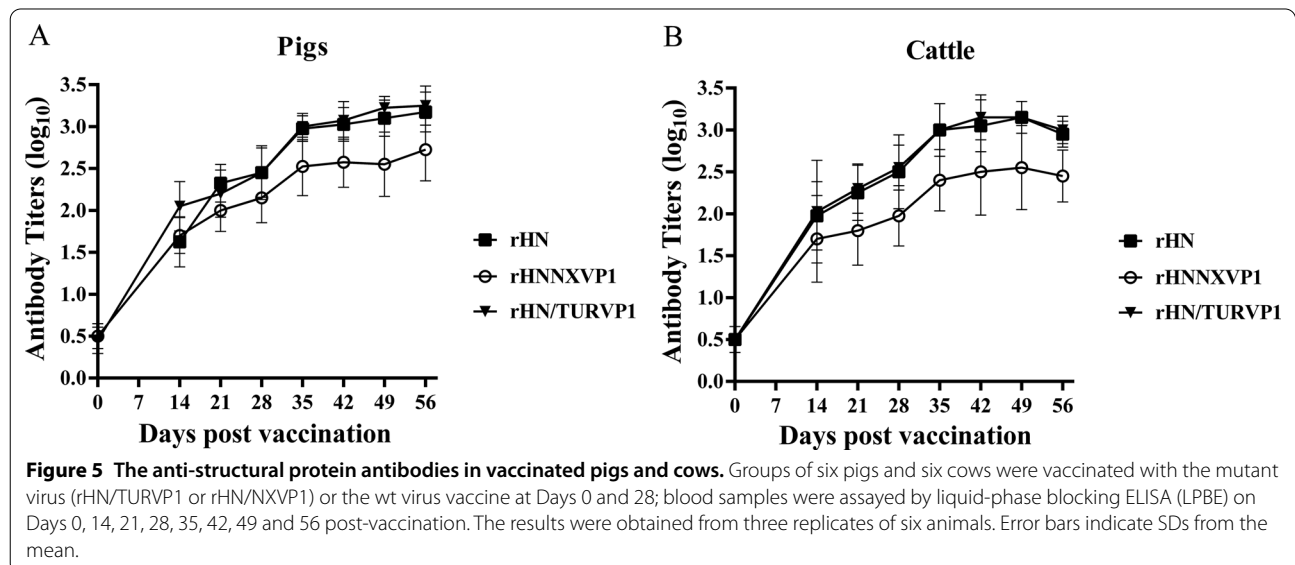 A
Pigs
Antibody Titers (log10)
3.5
3.0
2.5
2.0
1.5
1.0
0.5
0.0
0 7 14 21 28 35 42 49 56
Days post vaccination
rHN
rHNNXVP1
rHN/TURVP1
B
Cattle
Antibody Titers (log10)
3.5
3.0
2.5
2.0
1.5
1.0
0.5
0.0
0 7 14 21 28 35 42 49 56
Days post vaccination
rHN
rHNNXVP1
rHN/TURVP1
Figure 5 The anti-structural protein antibodies in vaccinated pigs and cows. Groups of six pigs and six cows were vaccinated with the mutant
virus (rHN/TURVP1 or rHN/NXVP1) or the wt virus vaccine at Days 0 and 28; blood samples were assayed by liquid-phase blocking ELISA (LPBE) on
Days 0, 14, 21, 28, 35, 42, 49 and 56 post-vaccination. The results were obtained from three replicates of six animals. Error bars indicate SDs from the
mean.